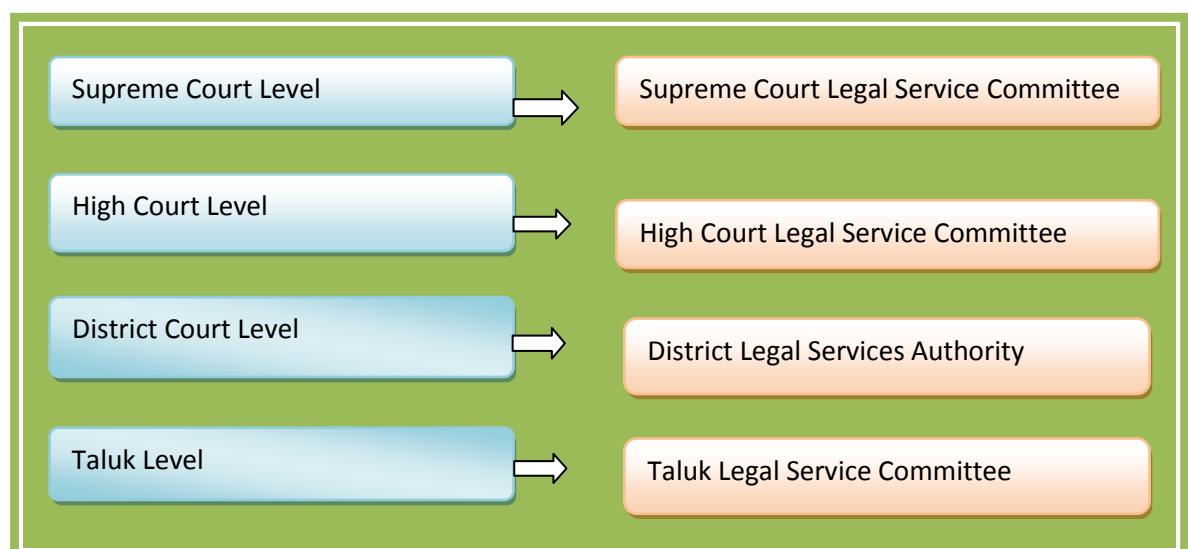 Supreme Court Level
Supreme Court Legal Service Committee
High Court Level
High Court Legal Service Committee
District Court Level
District Legal Services Authority
Taluk Level
Taluk Legal Service Committee